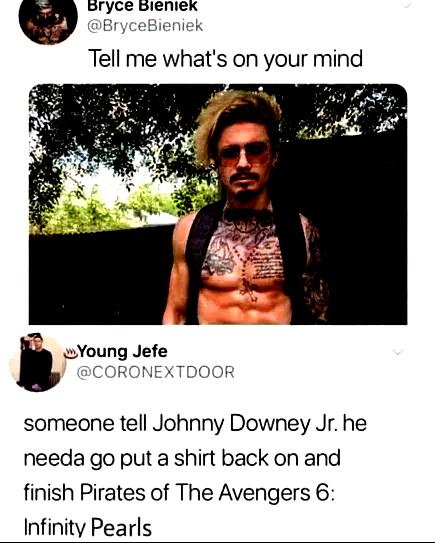 Bryce Bieniek
@BryceBieniek
Tell me what's on your mind
Young Jefe
@CORONEXTDOOR
someone tell Johnny Downey Jr. he
needa go put a shirt back on and
finish Pirates of The Avengers 6:
Infinity Pearls